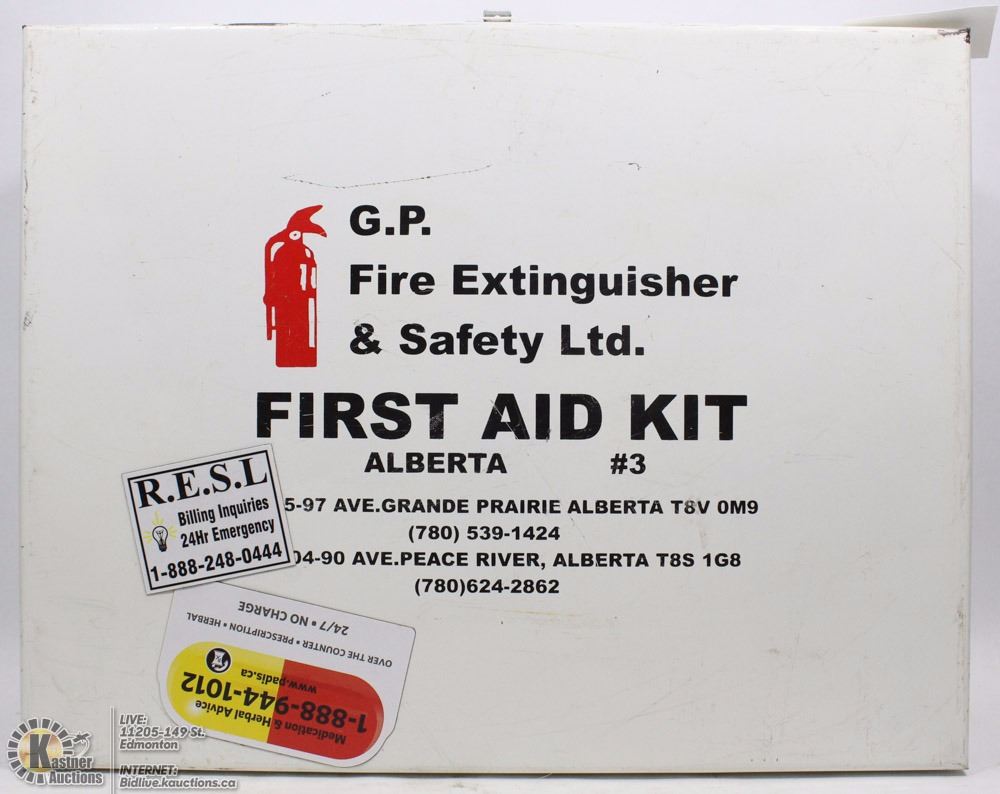 G.P.
Fire Extinguisher
& Safety Ltd.
FIRST AID KIT
ALBERTA #3
5-97 AVE.GRANDE PRAIRIE ALBERTA T8V 0M9
(780) 539-1424
04-90 AVE.PEACE RIVER, ALBERTA T8S 1G8
(780)624-2862
R.E.S.L
Billing Inquiries
24Hr Emergency
1-888-248-0444
Medication & Herbal Advice
1-888-944-1012
www.padis.ca
OVER THE COUNTER • PRESCRIPTION • HERBAL
24/7 • NO CHARGE
Kastner
Auctions
LIVE:
11205-149 St.
Edmonton
INTERNET:
Bidlive.kauctions.ca